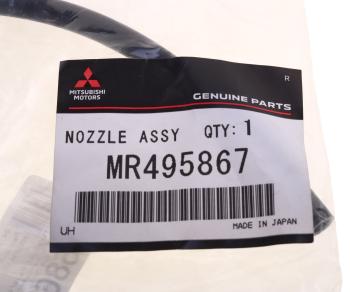 R
MITSUBISHI
MOTORS
GENUINE PARTS
NOZZLE ASSY QTY: 1
MR495867
UH
MADE IN JAPAN